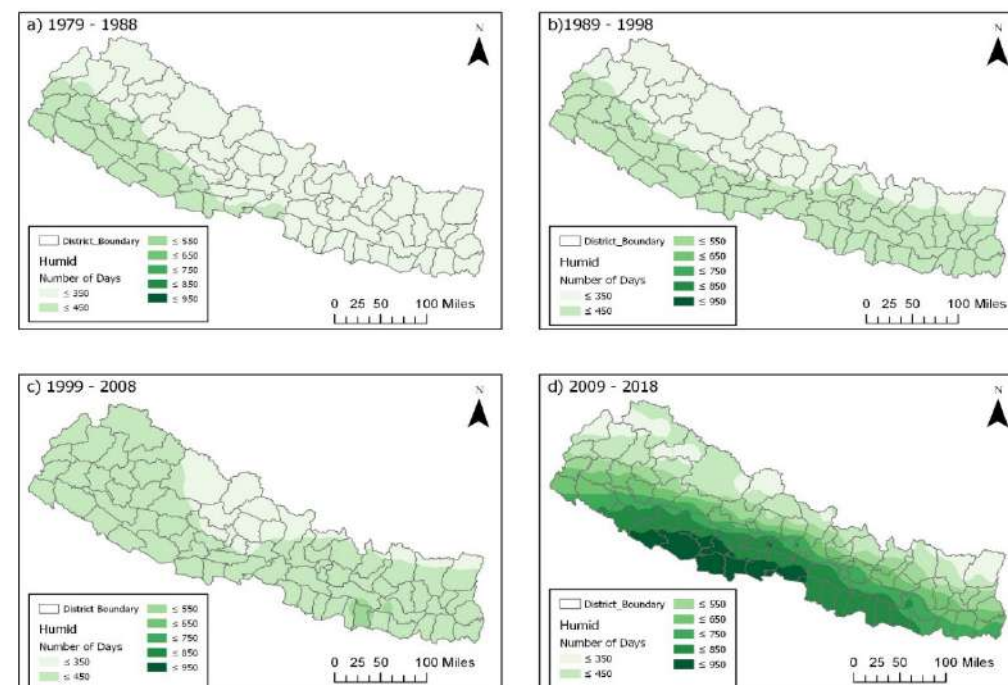 a) 1979 - 1988
N
District_Boundary
Humid
Number of Days
≤ 350
≤ 450
≤ 550
≤ 650
≤ 750
≤ 850
≤ 950
0 25 50 100 Miles
b)1989 - 1998
N
District_Boundary
Humid
Number of Days
≤ 350
≤ 450
≤ 550
≤ 650
≤ 750
≤ 850
≤ 950
0 25 50 100 Miles
c) 1999 - 2008
N
District Boundary
Humid
Number of Days
≤ 350
≤ 450
≤ 550
≤ 650
≤ 750
≤ 850
≤ 950
0 25 50 100 Miles
d) 2009 - 2018
N
District_Boundary
Humid
Number of Days
≤ 350
≤ 450
≤ 550
≤ 650
≤ 750
≤ 850
≤ 950
0 25 50 100 Miles